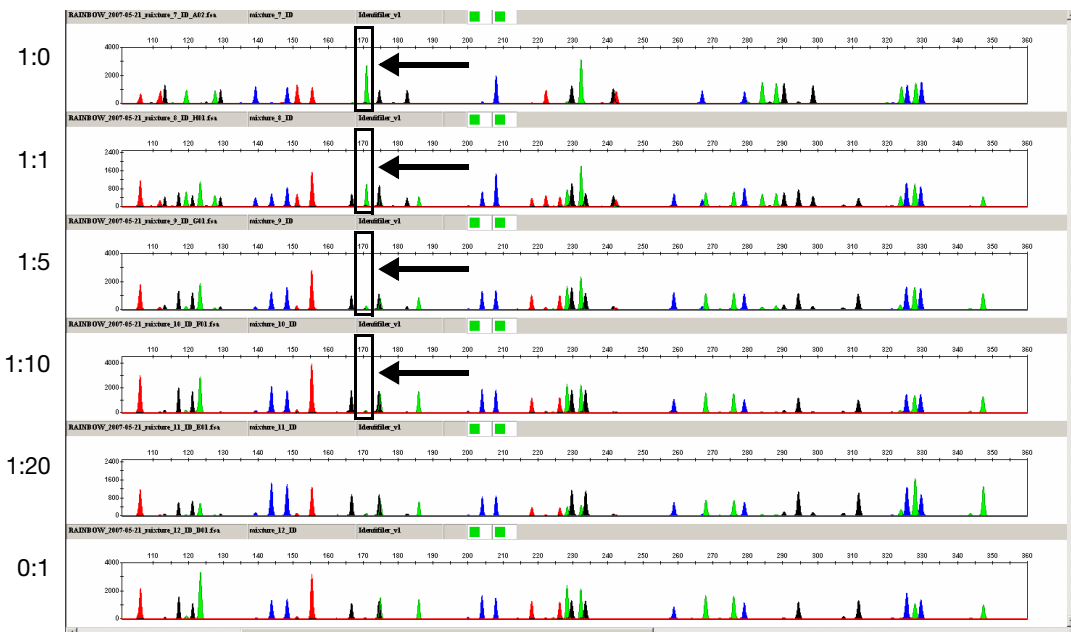 RAINBOW_2007-05-21_mixture_7_ID_A02.fsa mixture_7_ID Identifiler_v1
110 120 130 140 150 160 170 180 190 200 210 220 230 240 250 260 270 280 290 300 310 320 330 340 350 360
1:0
4000
2000
0
RAINBOW_2007-05-21_mixture_8_ID_H01.fsa mixture_8_ID Identifiler_v1
110 120 130 140 150 160 170 180 190 200 210 220 230 240 250 260 270 280 290 300 310 320 330 340 350 360
1:1
2400
1600
800
0
RAINBOW_2007-05-21_mixture_9_ID_G01.fsa mixture_9_ID Identifiler_v1
110 120 130 140 150 160 170 180 190 200 210 220 230 240 250 260 270 280 290 300 310 320 330 340 350 360
1:5
4000
2000
0
RAINBOW_2007-05-21_mixture_10_ID_F01.fsa mixture_10_ID Identifiler_v1
110 120 130 140 150 160 170 180 190 200 210 220 230 240 250 260 270 280 290 300 310 320 330 340 350 360
1:10
4000
2000
0
RAINBOW_2007-05-21_mixture_11_ID_E01.fsa mixture_11_ID Identifiler_v1
110 120 130 140 150 160 170 180 190 200 210 220 230 240 250 260 270 280 290 300 310 320 330 340 350 360
1:20
2400
1600
800
0
RAINBOW_2007-05-21_mixture_12_ID_D01.fsa mixture_12_ID Identifiler_v1
110 120 130 140 150 160 170 180 190 200 210 220 230 240 250 260 270 280 290 300 310 320 330 340 350 360
0:1
4000
2000
0